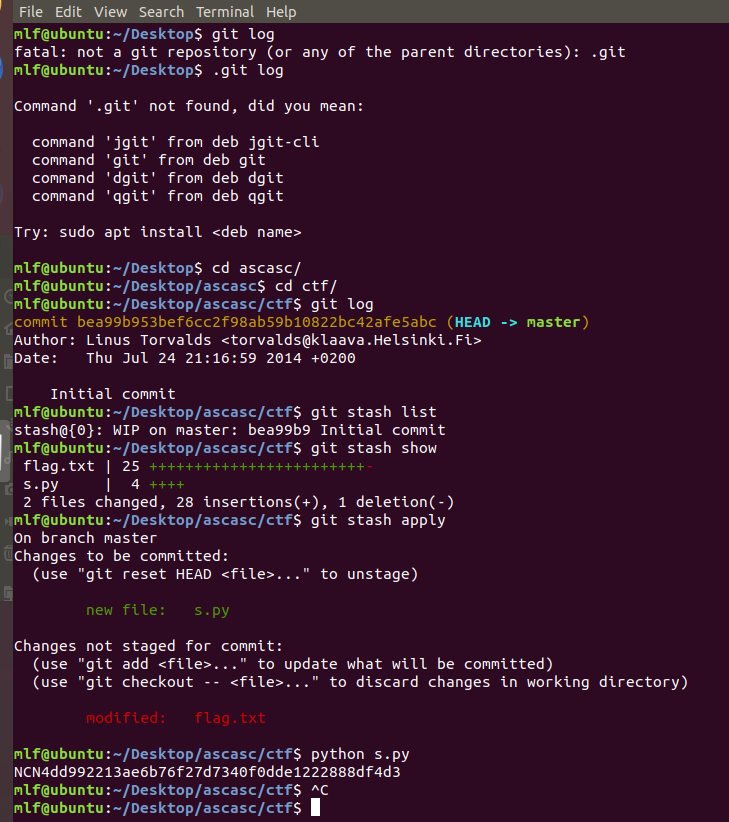 File Edit View Search Terminal Help
mlf@ubuntu:~/Desktop$ git log
fatal: not a git repository (or any of the parent directories): .git
mlf@ubuntu:~/Desktop$ .git log
Command '.git' not found, did you mean:
command 'jgit' from deb jgit-cli
command 'git' from deb git
command 'dgit' from deb dgit
command 'qgit' from deb qgit
Try: sudo apt install <deb name>
mlf@ubuntu:~/Desktop$ cd ascasc/
mlf@ubuntu:~/Desktop/ascasc$ cd ctf/
mlf@ubuntu:~/Desktop/ascasc/ctf$ git log
commit bea99b953bef6cc2f98ab59b10822bc42afe5abc (HEAD -> master)
Author: Linus Torvalds <torvalds@klaava.Helsinki.Fi>
Date:   Thu Jul 24 21:16:59 2014 +0200
Initial commit
mlf@ubuntu:~/Desktop/ascasc/ctf$ git stash list
stash@{0}: WIP on master: bea99b9 Initial commit
mlf@ubuntu:~/Desktop/ascasc/ctf$ git stash show
flag.txt | 25 ++++++++++++++++++++++++-
s.py     |  4 ++++
2 files changed, 28 insertions(+), 1 deletion(-)
mlf@ubuntu:~/Desktop/ascasc/ctf$ git stash apply
On branch master
Changes to be committed:
(use "git reset HEAD <file>..." to unstage)
new file:   s.py
Changes not staged for commit:
(use "git add <file>..." to update what will be committed)
(use "git checkout -- <file>..." to discard changes in working directory)
modified:   flag.txt
mlf@ubuntu:~/Desktop/ascasc/ctf$ python s.py
NCN4dd992213ae6b76f27d7340f0dde1222888df4d3
mlf@ubuntu:~/Desktop/ascasc/ctf$ ^C
mlf@ubuntu:~/Desktop/ascasc/ctf$